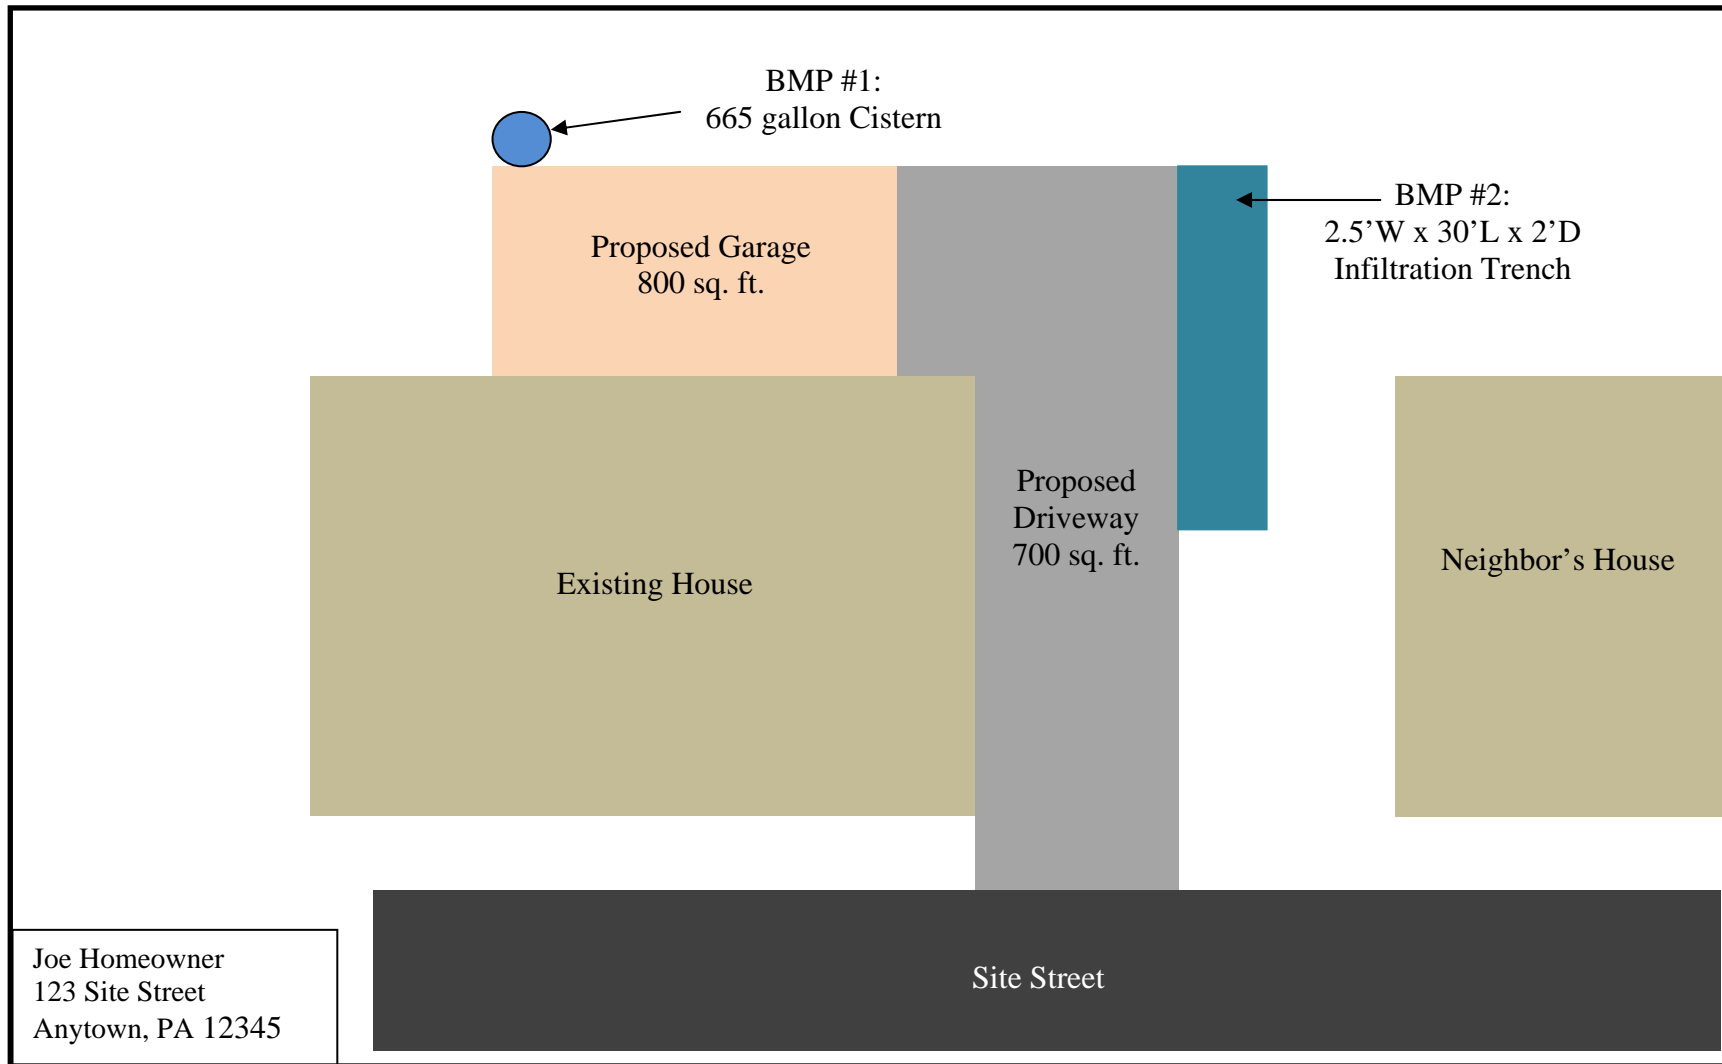 BMP #1:
665 gallon Cistern
BMP #2:
2.5’W x 30’L x 2’D
Infiltration Trench
Proposed Garage
800 sq. ft.
Proposed
Driveway
700 sq. ft.
Existing House
Neighbor’s House
Site Street
Joe Homeowner
123 Site Street
Anytown, PA 12345